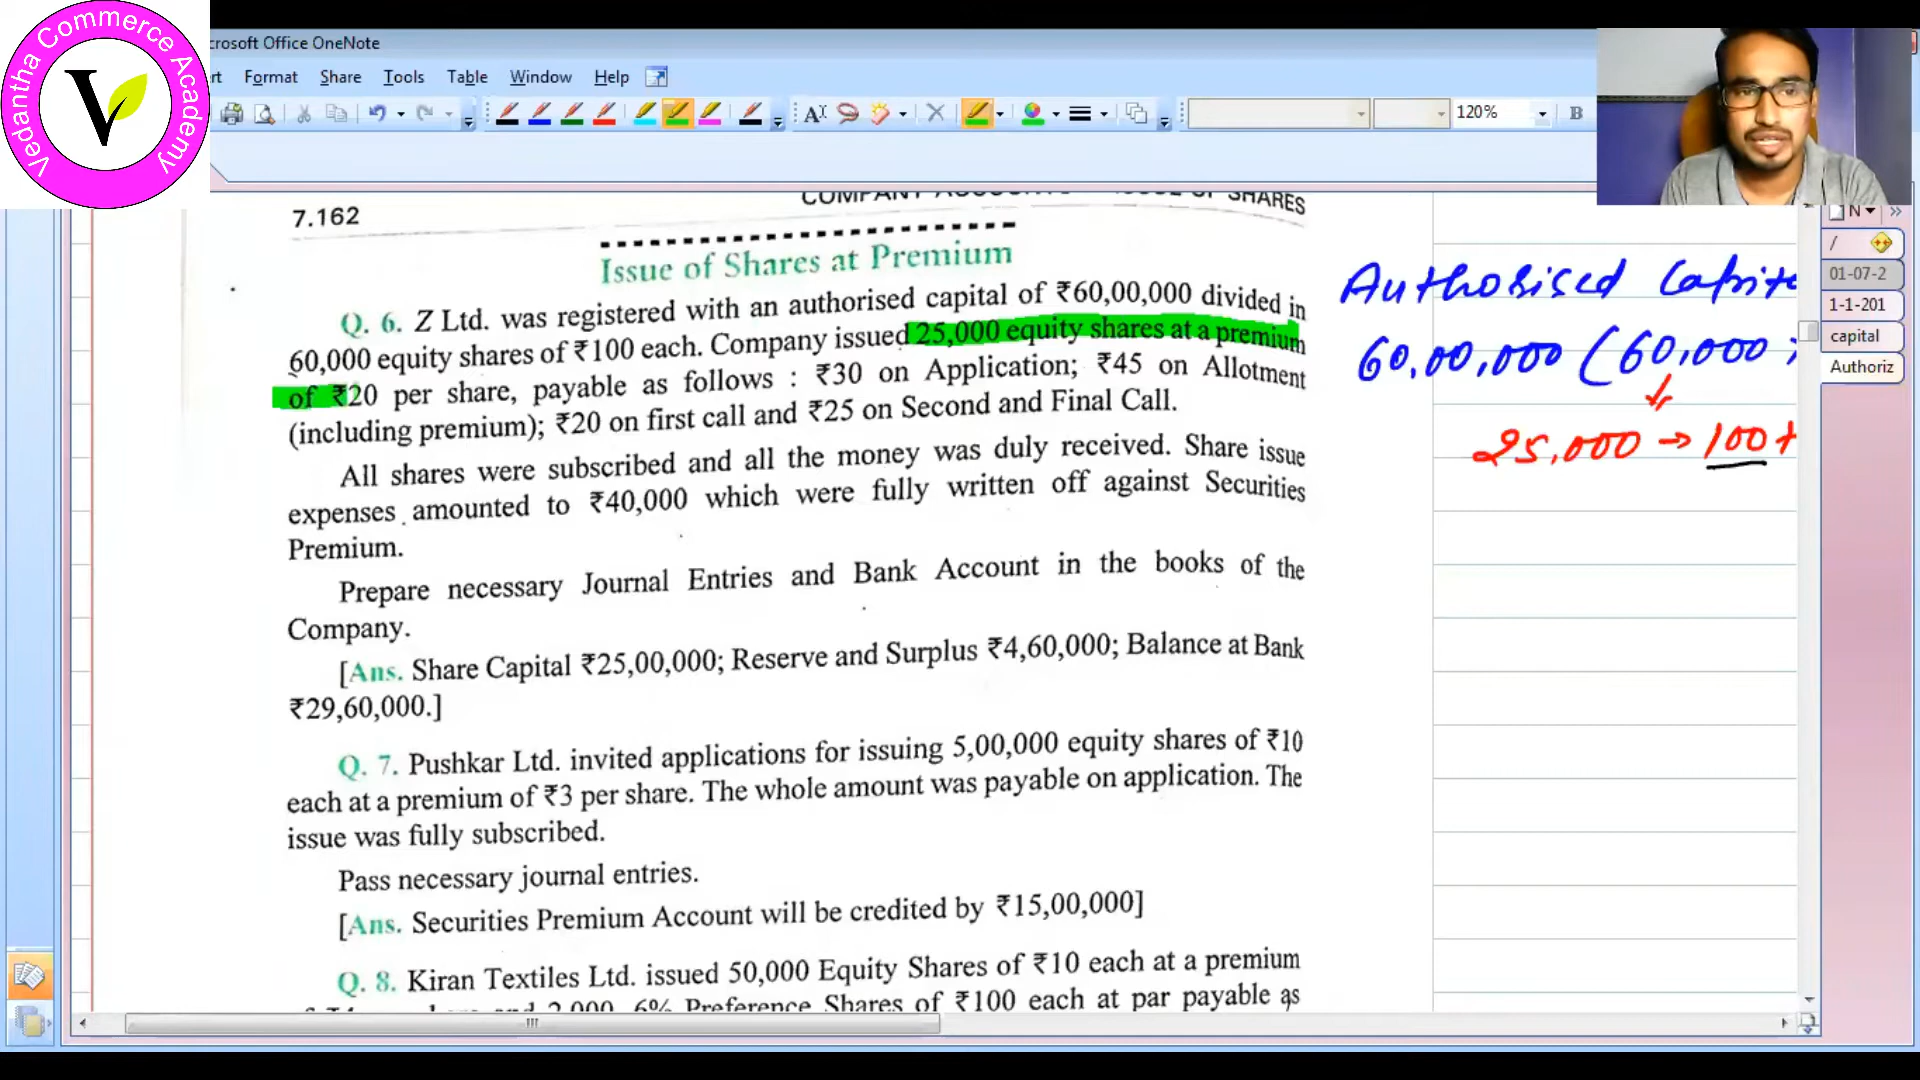 Vedantha Commerce Academy
V
crosoft Office OneNote
rt Format Share Tools Table Window Help
120% B
N
/
01-07-2
1-1-201
capital
Authoriz
COMPANY ACCOUNTS – ISSUE OF SHARES
7.162
Issue of Shares at Premium
Q. 6. Z Ltd. was registered with an authorised capital of ₹60,00,000 divided in
60,000 equity shares of ₹100 each. Company issued 25,000 equity shares at a premium
of ₹20 per share, payable as follows : ₹30 on Application; ₹45 on Allotment
(including premium); ₹20 on first call and ₹25 on Second and Final Call.
All shares were subscribed and all the money was duly received. Share issue
expenses amounted to ₹40,000 which were fully written off against Securities
Premium.
Prepare necessary Journal Entries and Bank Account in the books of the
Company.
[Ans. Share Capital ₹25,00,000; Reserve and Surplus ₹4,60,000; Balance at Bank
₹29,60,000.]
Q. 7. Pushkar Ltd. invited applications for issuing 5,00,000 equity shares of ₹10
each at a premium of ₹3 per share. The whole amount was payable on application. The
issue was fully subscribed.
Pass necessary journal entries.
[Ans. Securities Premium Account will be credited by ₹15,00,000]
Q. 8. Kiran Textiles Ltd. issued 50,000 Equity Shares of ₹10 each at a premium
2,000, 6% Preference Shares of ₹100 each at par payable as
Authorised Capita
60,00,000 (60,000 ×
25,000 → 100+